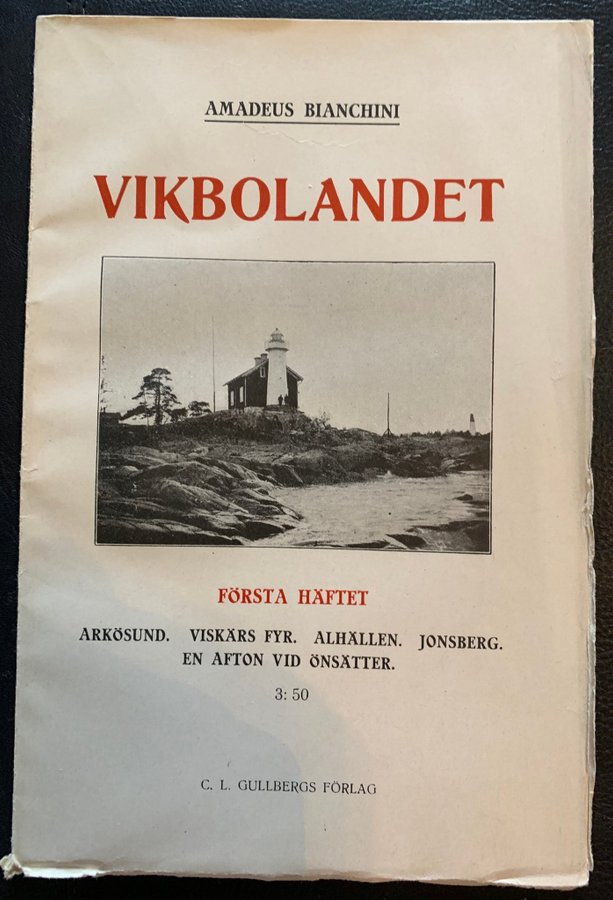 AMADEUS BIANCHINI
VIKBOLANDET
FÖRSTA HÄFTET
ARKÖSUND. VISKÄRS FYR. ALHÄLLEN. JONSBERG.
EN AFTON VID ÖNSÄTTER.
3: 50
C. L. GULLBERGS FÖRLAG